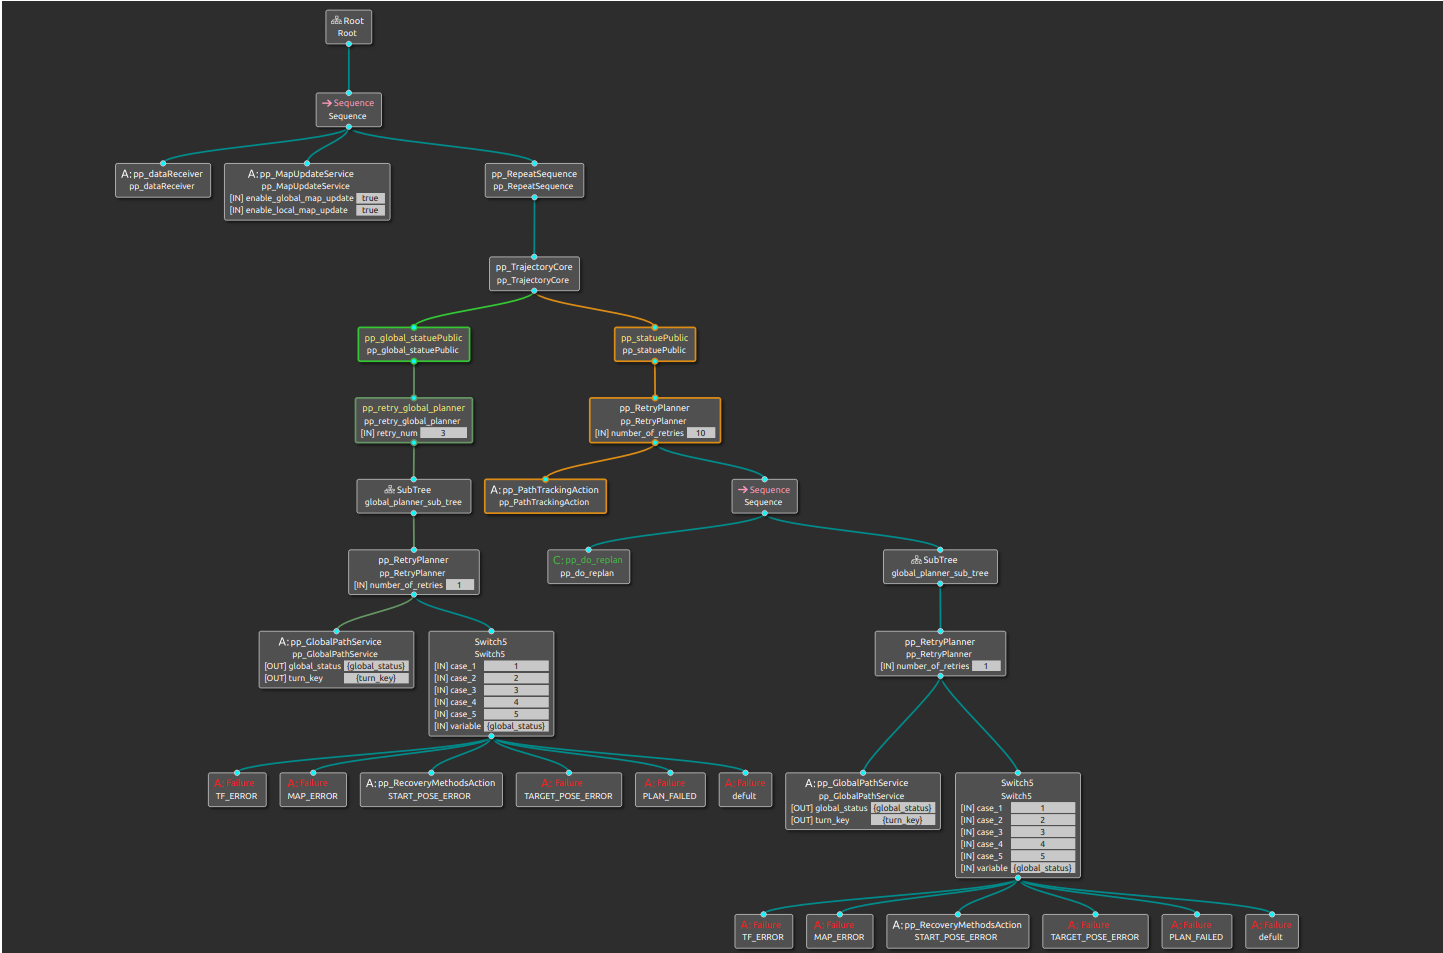 Root
Root
Sequence
Sequence
A: pp_dataReceiver
pp_dataReceiver
A: pp_MapUpdateService
pp_MapUpdateService
[IN] enable_global_map_update true
[IN] enable_local_map_update true
pp_RepeatSequence
pp_RepeatSequence
pp_TrajectoryCore
pp_TrajectoryCore
pp_global_statuePublic
pp_global_statuePublic
pp_statuePublic
pp_statuePublic
pp_retry_global_planner
pp_retry_global_planner
[IN] retry_num 3
pp_RetryPlanner
pp_RetryPlanner
[IN] number_of_retries 10
SubTree
global_planner_sub_tree
A: pp_PathTrackingAction
pp_PathTrackingAction
Sequence
Sequence
pp_RetryPlanner
pp_RetryPlanner
[IN] number_of_retries 1
C: pp_do_replan
pp_do_replan
SubTree
global_planner_sub_tree
A: pp_GlobalPathService
pp_GlobalPathService
[OUT] global_status {global_status}
[OUT] turn_key {turn_key}
Switch5
Switch5
[IN] case_1 1
[IN] case_2 2
[IN] case_3 3
[IN] case_4 4
[IN] case_5 5
[IN] variable {global_status}
pp_RetryPlanner
pp_RetryPlanner
[IN] number_of_retries 1
A: Failure
TF_ERROR
A: Failure
MAP_ERROR
A: pp_RecoveryMethodsAction
START_POSE_ERROR
A: Failure
TARGET_POSE_ERROR
A: Failure
PLAN_FAILED
A: Failure
defult
A: pp_GlobalPathService
pp_GlobalPathService
[OUT] global_status {global_status}
[OUT] turn_key {turn_key}
Switch5
Switch5
[IN] case_1 1
[IN] case_2 2
[IN] case_3 3
[IN] case_4 4
[IN] case_5 5
[IN] variable {global_status}
A: Failure
TF_ERROR
A: Failure
MAP_ERROR
A: pp_RecoveryMethodsAction
START_POSE_ERROR
A: Failure
TARGET_POSE_ERROR
A: Failure
PLAN_FAILED
A: Failure
defult